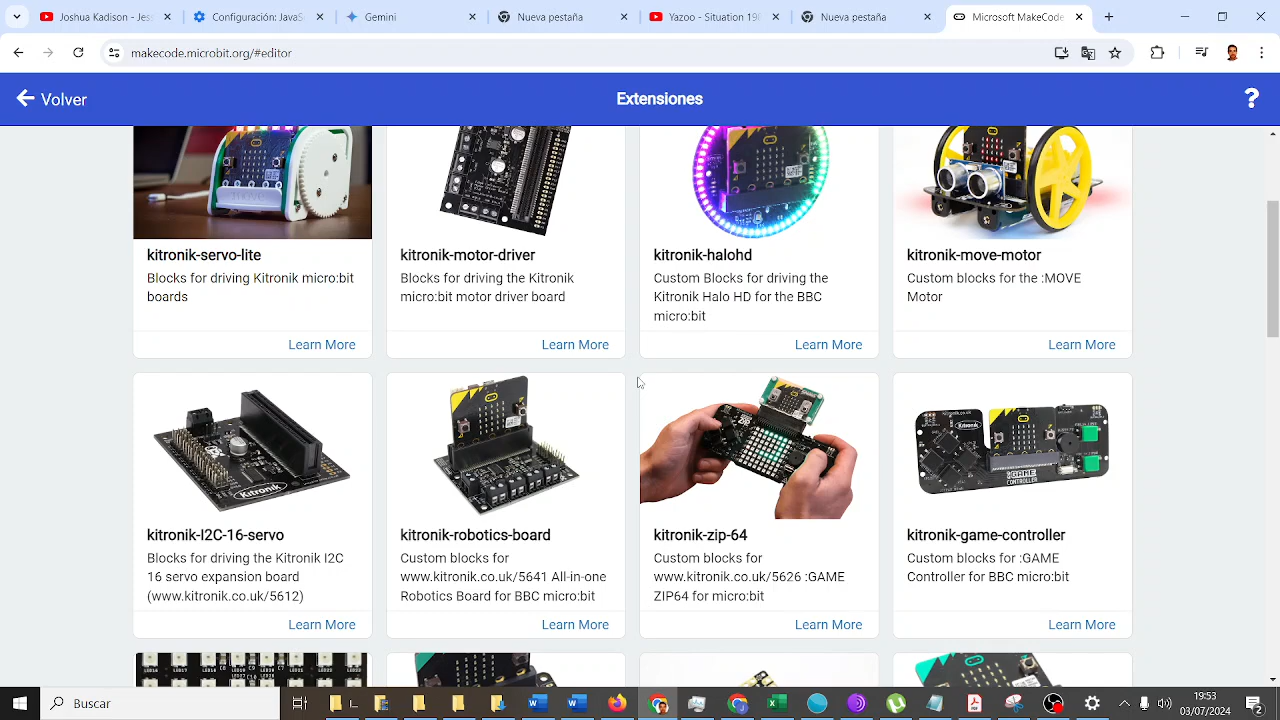 Joshua Kadison - Jes
Configuración: JavaS
Gemini
Nueva pestaña
Yazoo - Situation 198
Nueva pestaña
Microsoft MakeCode
makecode.microbit.org/#editor
Volver
Extensiones
?
kitronik-servo-lite
Blocks for driving Kitronik micro:bit
boards
Learn More
kitronik-motor-driver
Blocks for driving the Kitronik
micro:bit motor driver board
Learn More
kitronik-halohd
Custom Blocks for driving the
Kitronik Halo HD for the BBC
micro:bit
Learn More
kitronik-move-motor
Custom blocks for the :MOVE
Motor
Learn More
Kitronik
kitronik-I2C-16-servo
Blocks for driving the Kitronik I2C
16 servo expansion board
(www.kitronik.co.uk/5612)
Learn More
kitronik-robotics-board
Custom blocks for
www.kitronik.co.uk/5641 All-in-one
Robotics Board for BBC micro:bit
Learn More
kitronik-zip-64
Custom blocks for
www.kitronik.co.uk/5626 :GAME
ZIP64 for micro:bit
Learn More
Kitronik
:GAME
CONTROLLER
kitronik-game-controller
Custom blocks for :GAME
Controller for BBC micro:bit
Learn More
Buscar
19:53
03/07/2024